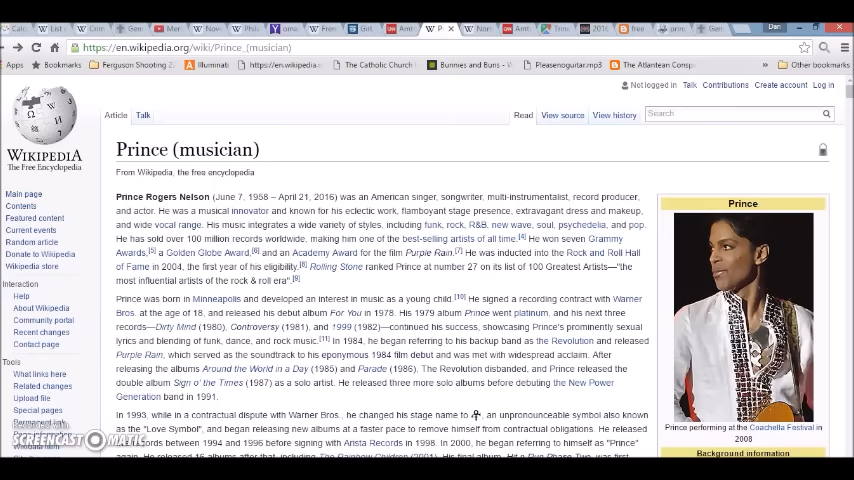 List
Gem
Mer
Nov
Phila
oma
Fren
Girl
Amt
P
Nor
Amt
Trim
2016
free
prin
Gem
Dan
https://en.wikipedia.org/wiki/Prince_(musician)
Apps Bookmarks Ferguson Shooting Illuminati https://en.wikipedia The Catholic Church Bunnies and Buns - V Pleasenoguitar.mp3 The Atlantean Consp » Other bookmarks
Not logged in Talk Contributions Create account Log in
Article Talk Read View source View history Search
WIKIPEDIA
The Free Encyclopedia
Main page
Contents
Featured content
Current events
Random article
Donate to Wikipedia
Wikipedia store
Interaction
Help
About Wikipedia
Community portal
Recent changes
Contact page
Tools
What links here
Related changes
Upload file
Special pages
Permanent link
SCREENCAST MATIC
Prince (musician)
From Wikipedia, the free encyclopedia
Prince Rogers Nelson (June 7, 1958 – April 21, 2016) was an American singer, songwriter, multi-instrumentalist, record producer,
and actor. He was a musical innovator and known for his eclectic work, flamboyant stage presence, extravagant dress and makeup,
and wide vocal range. His music integrates a wide variety of styles, including funk, rock, R&B, new wave, soul, psychedelia, and pop.
He has sold over 100 million records worldwide, making him one of the best-selling artists of all time.[4] He won seven Grammy
Awards,[5] a Golden Globe Award,[6] and an Academy Award for the film Purple Rain.[7] He was inducted into the Rock and Roll Hall
of Fame in 2004, the first year of his eligibility.[8] Rolling Stone ranked Prince at number 27 on its list of 100 Greatest Artists—"the
most influential artists of the rock & roll era".[9]
Prince was born in Minneapolis and developed an interest in music as a young child.[10] He signed a recording contract with Warner
Bros. at the age of 18, and released his debut album For You in 1978. His 1979 album Prince went platinum, and his next three
records—Dirty Mind (1980), Controversy (1981), and 1999 (1982)—continued his success, showcasing Prince's prominently sexual
lyrics and blending of funk, dance, and rock music.[11] In 1984, he began referring to his backup band as the Revolution and released
Purple Rain, which served as the soundtrack to his eponymous 1984 film debut and was met with widespread acclaim. After
releasing the albums Around the World in a Day (1985) and Parade (1986), The Revolution disbanded, and Prince released the
double album Sign o' the Times (1987) as a solo artist. He released three more solo albums before debuting the New Power
Generation band in 1991.
In 1993, while in a contractual dispute with Warner Bros., he changed his stage name to , an unpronounceable symbol also known
as the "Love Symbol", and began releasing new albums at a faster pace to remove himself from contractual obligations. He released
records between 1994 and 1996 before signing with Arista Records in 1998. In 2000, he began referring to himself as "Prince"
again. He released 16 albums after that, including The Rainbow Children (2001). His final album, Hit n Run Phase Two, was first
Prince
Prince performing at the Coachella Festival in
2008
Background information